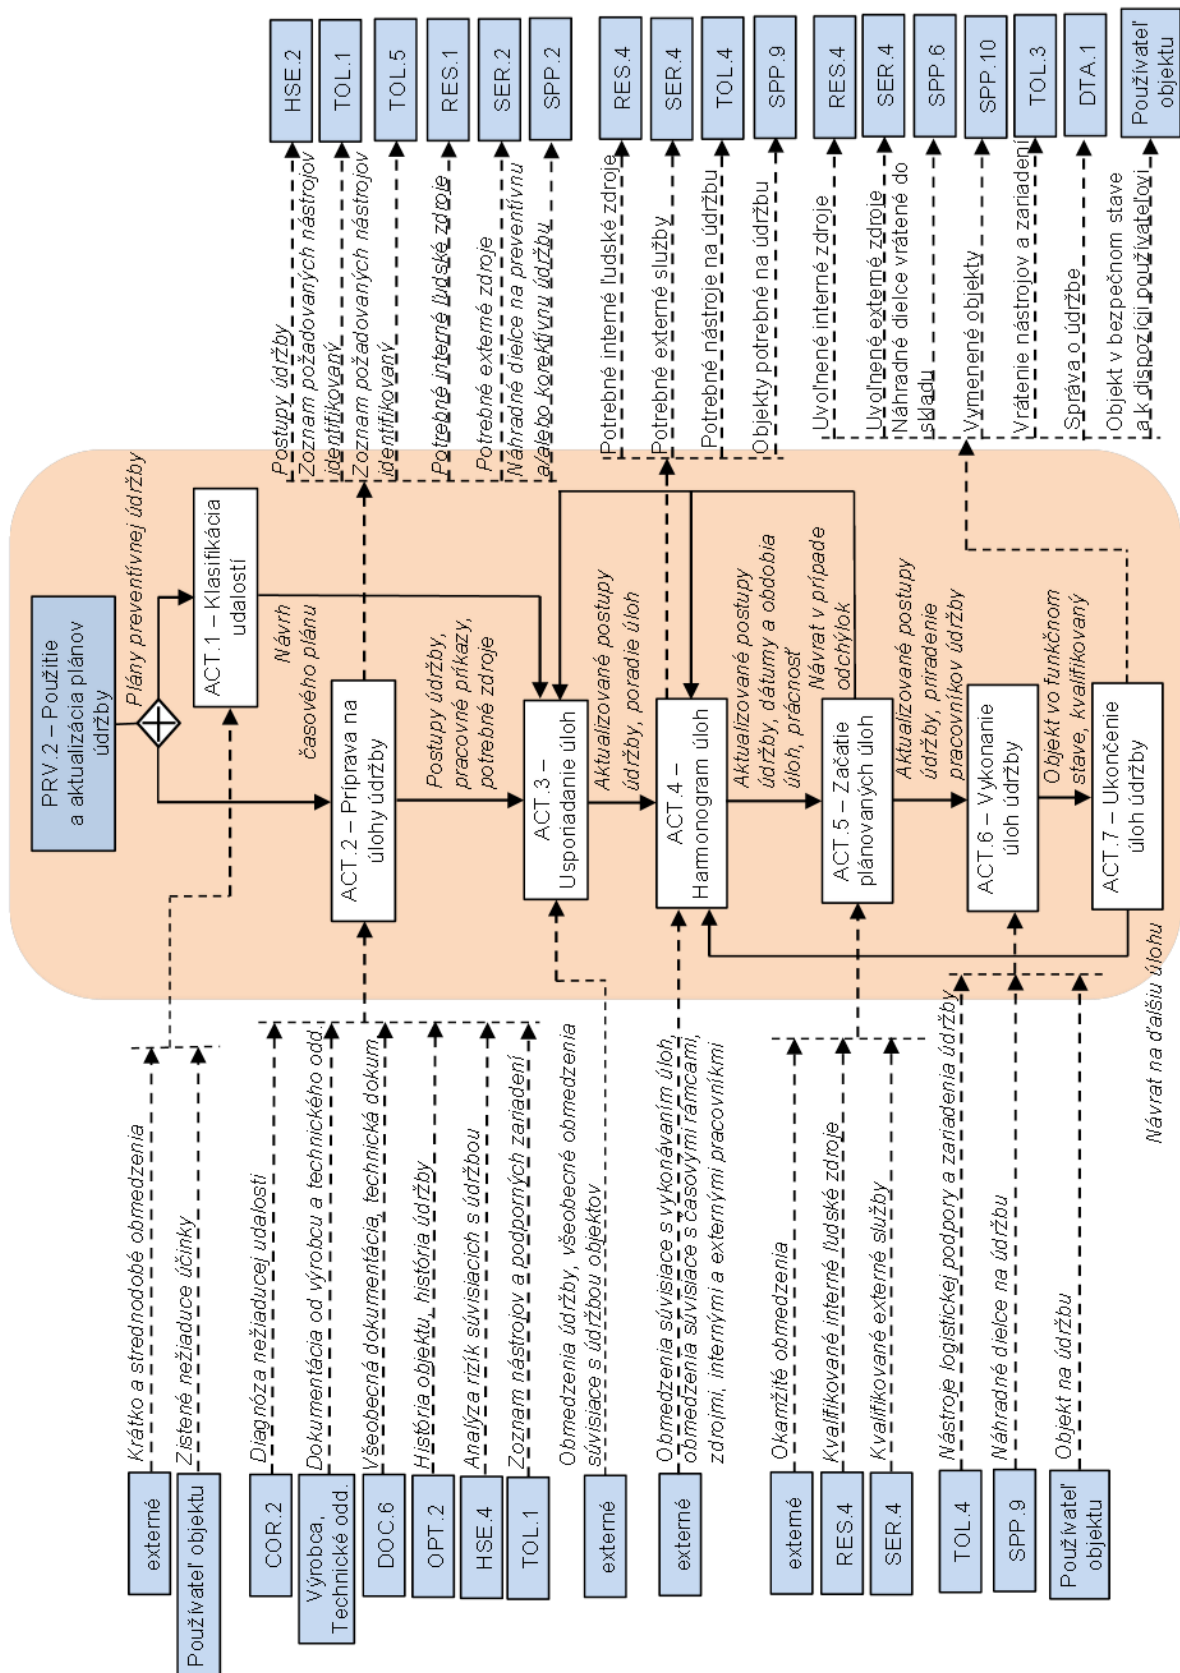 PRV.2 – Použitie
a aktualizácia plánov
údržby
Plány preventívnej údržby
ACT.1 – Klasifikácia
udalostí
Návrh
časového plánu
ACT.2 – Príprava na
úlohy údržby
Postupy údržby,
pracovné príkazy,
potrebné zdroje
ACT.3 –
Usporiadanie úloh
Aktualizované postupy
údržby, poradie úloh
ACT.4 –
Harmonogram úloh
Aktualizované postupy
údržby, dátumy a obdobia
úloh, prácnosť
Návrat v prípade
odchýlok
ACT.5 – Začatie
plánovaných úloh
Aktualizované postupy
údržby, priradenie
pracovníkov údržby
ACT.6 – Vykonanie
úloh údržby
Objekt vo funkčnom
stave, kvalifikovaný
ACT.7 – Ukončenie
úloh údržby
Návrat na ďalšiu úlohu
externé
Krátko a strednodobé obmedzenia
Používateľ objektu
Zistené nežiaduce účinky
COR.2
Diagnóza nežiaducej udalosti
Výrobca,
Technické odd.
Dokumentácia od výrobcu a technického odd.
DOC.6
Všeobecná dokumentácia, technická dokum.
OPT.2
História objektu, história údržby
HSE.4
Analýza rizík súvisiacich s údržbou
TOL.1
Zoznam nástrojov a podporných zariadení
externé
Obmedzenia údržby, všeobecné obmedzenia
súvisiace s údržbou objektov
externé
Obmedzenia súvisiace s vykonávaním úloh,
obmedzenia súvisiace s časovými rámcami,
zdrojmi, internými a externými pracovníkmi
externé
Okamžité obmedzenia
RES.4
Kvalifikované interné ľudské zdroje
SER.4
Kvalifikované externé služby
TOL.4
Nástroje logistickej podpory a zariadenia údržby
SPP.9
Náhradné dielce na údržbu
Používateľ
objektu
Objekt na údržbu
Postupy údržby
HSE.2
Zoznam požadovaných nástrojov
identifikovaný
TOL.1
Zoznam požadovaných nástrojov
identifikovaný
TOL.5
Potrebné interné ľudské zdroje
RES.1
Potrebné externé zdroje
SER.2
Náhradné dielce na preventívnu
a/alebo korektívnu údržbu
SPP.2
Potrebné interné ľudské zdroje
RES.4
Potrebné externé služby
SER.4
Potrebné nástroje na údržbu
TOL.4
Objekty potrebné na údržbu
SPP.9
Uvoľnené interné zdroje
RES.4
Uvoľnené externé zdroje
SER.4
Náhradné dielce vrátené do
skladu
SPP.6
Vymenené objekty
SPP.10
Vrátenie nástrojov a zariadení
TOL.3
Správa o údržbe
DTA.1
Objekt v bezpečnom stave
a k dispozícii používateľovi
Používateľ
objektu